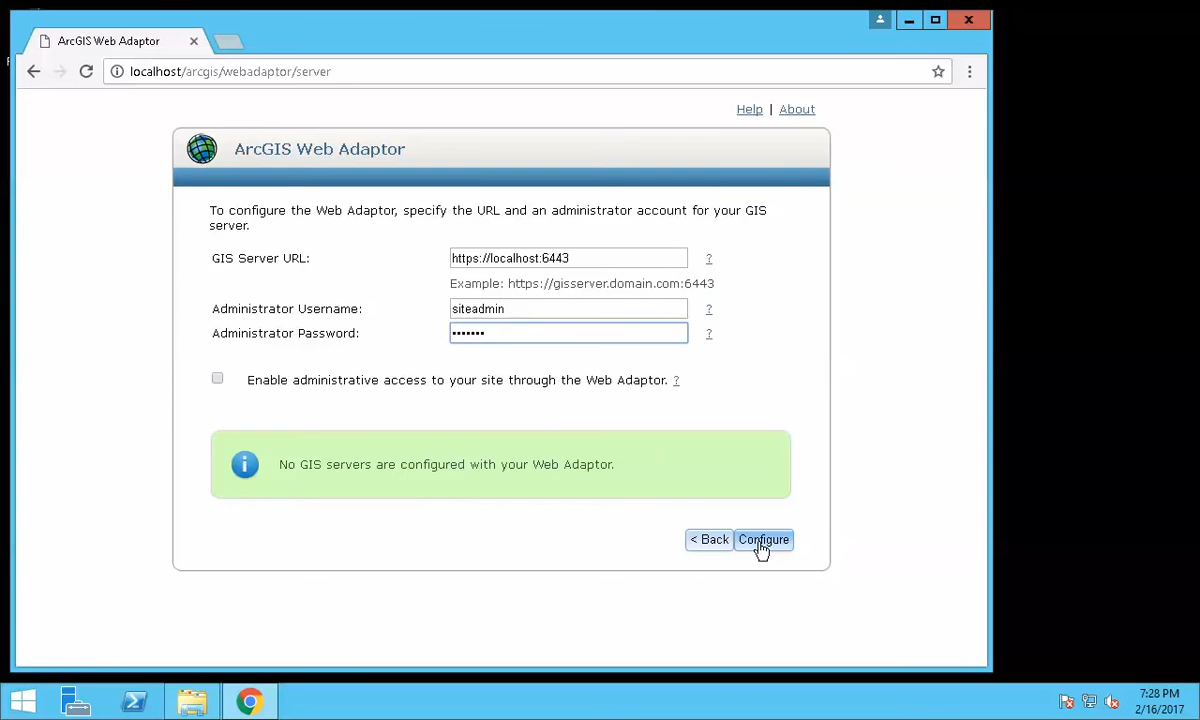 ArcGIS Web Adaptor
localhost/arcgis/webadaptor/server
Help | About
ArcGIS Web Adaptor
To configure the Web Adaptor, specify the URL and an administrator account for your GIS
server.
GIS Server URL: https://localhost:6443 ?
Example: https://gisserver.domain.com:6443
Administrator Username: siteadmin ?
Administrator Password: ••••••• ?
Enable administrative access to your site through the Web Adaptor. ?
No GIS servers are configured with your Web Adaptor.
< Back Configure
7:28 PM
2/16/2017